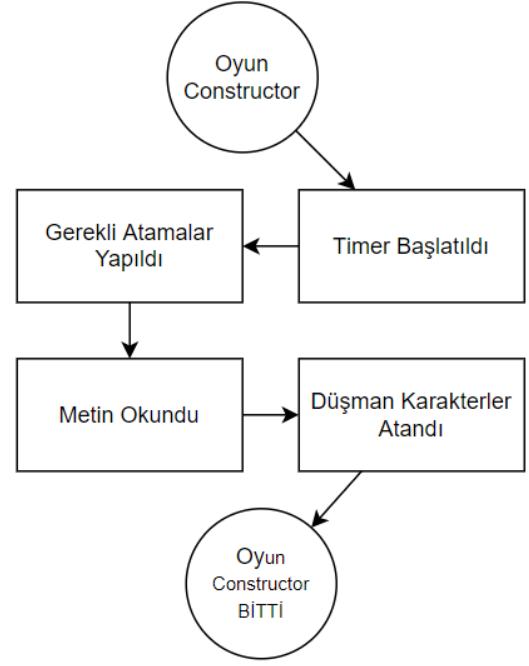 Oyun
Constructor
Timer Başlatıldı
Gerekli Atamalar
Yapıldı
Metin Okundu
Düşman Karakterler
Atandı
Oyun
Constructor
BİTTİ